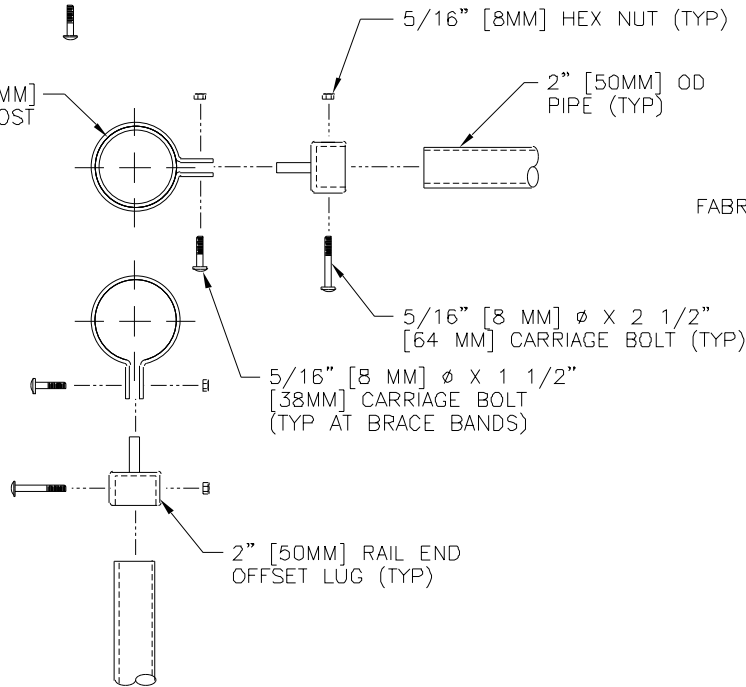 5/16" [8MM] HEX NUT (TYP)
2" [50MM] OD
PIPE (TYP)
MM]
OST
FABR
5/16" [8 MM] ø X 2 1/2"
[64 MM] CARRIAGE BOLT (TYP)
5/16" [8 MM] ø X 1 1/2"
[38MM] CARRIAGE BOLT
(TYP AT BRACE BANDS)
2" [50MM] RAIL END
OFFSET LUG (TYP)